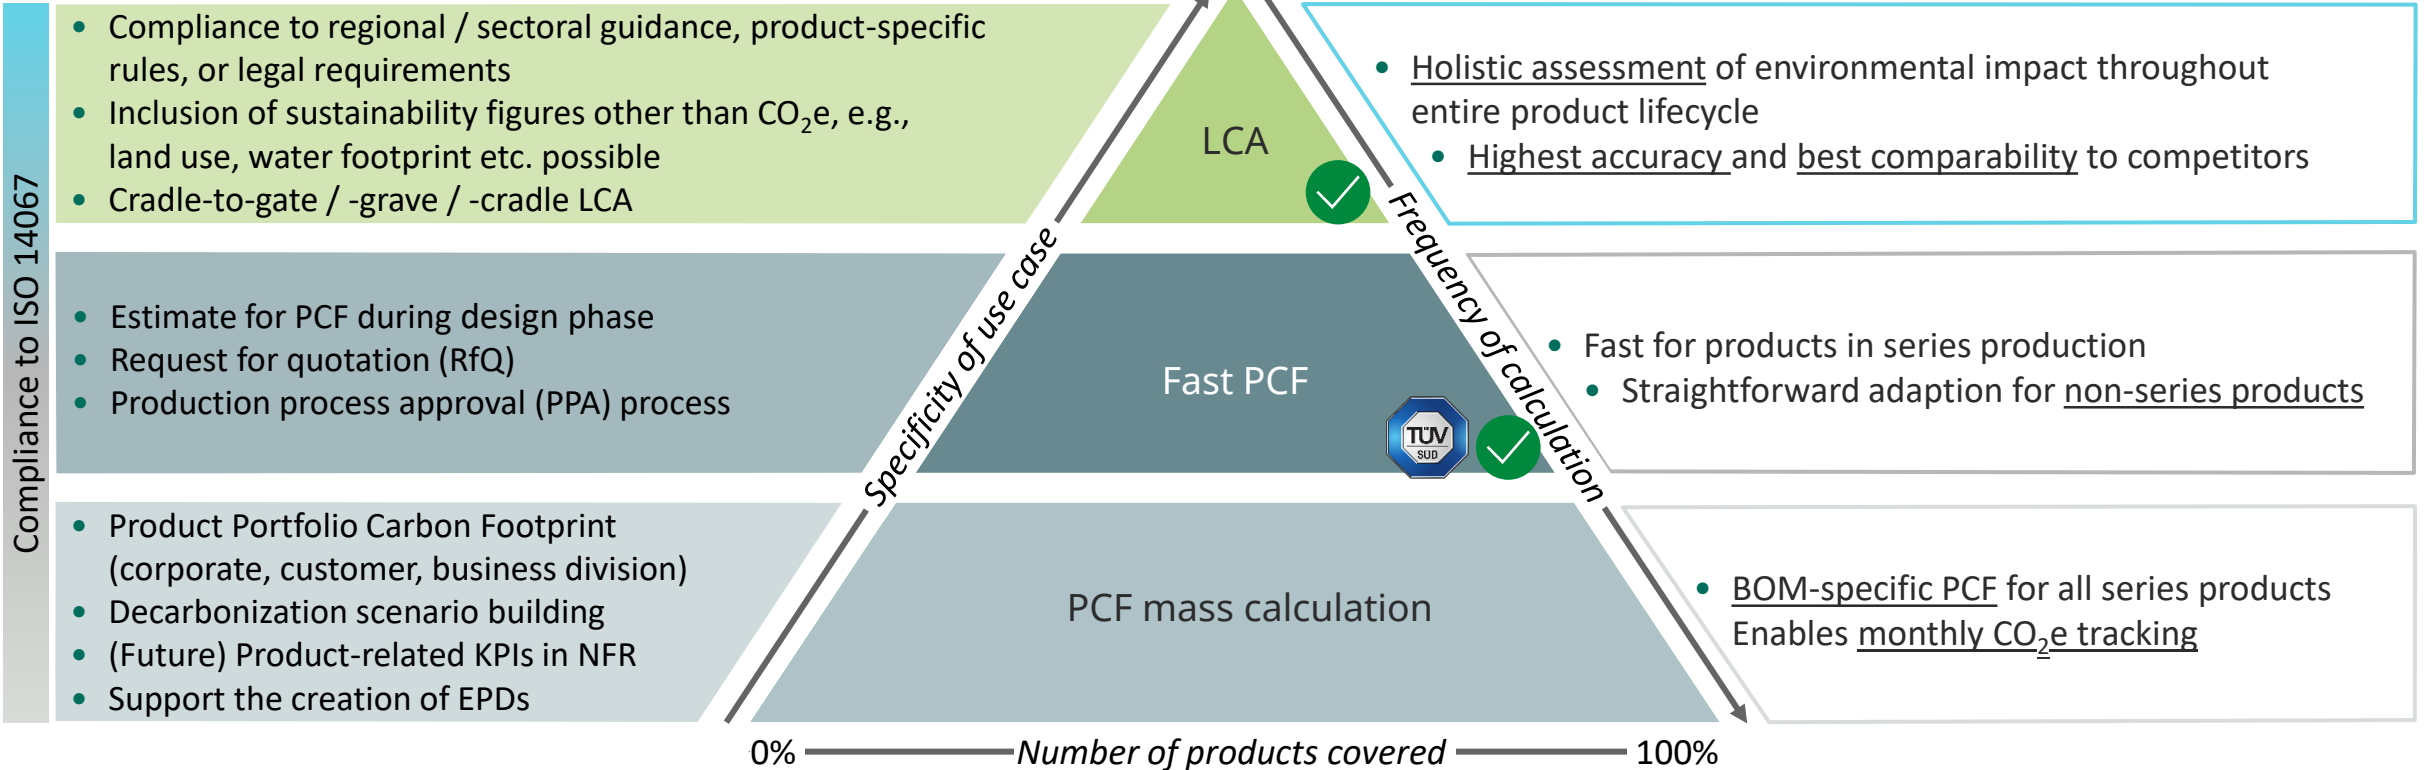 Compliance to ISO 14067
• Compliance to regional / sectoral guidance, product-specific
rules, or legal requirements
• Inclusion of sustainability figures other than CO₂e, e.g.,
land use, water footprint etc. possible
• Cradle-to-gate / -grave / -cradle LCA
LCA
• Holistic assessment of environmental impact throughout
entire product lifecycle
• Highest accuracy and best comparability to competitors
Specificity of use case
Frequency of calculation
• Estimate for PCF during design phase
• Request for quotation (RfQ)
• Production process approval (PPA) process
Fast PCF
TÜV
SUD
• Fast for products in series production
• Straightforward adaption for non-series products
• Product Portfolio Carbon Footprint
(corporate, customer, business division)
• Decarbonization scenario building
• (Future) Product-related KPIs in NFR
• Support the creation of EPDs
PCF mass calculation
• BOM-specific PCF for all series products
Enables monthly CO₂e tracking
0% Number of products covered 100%